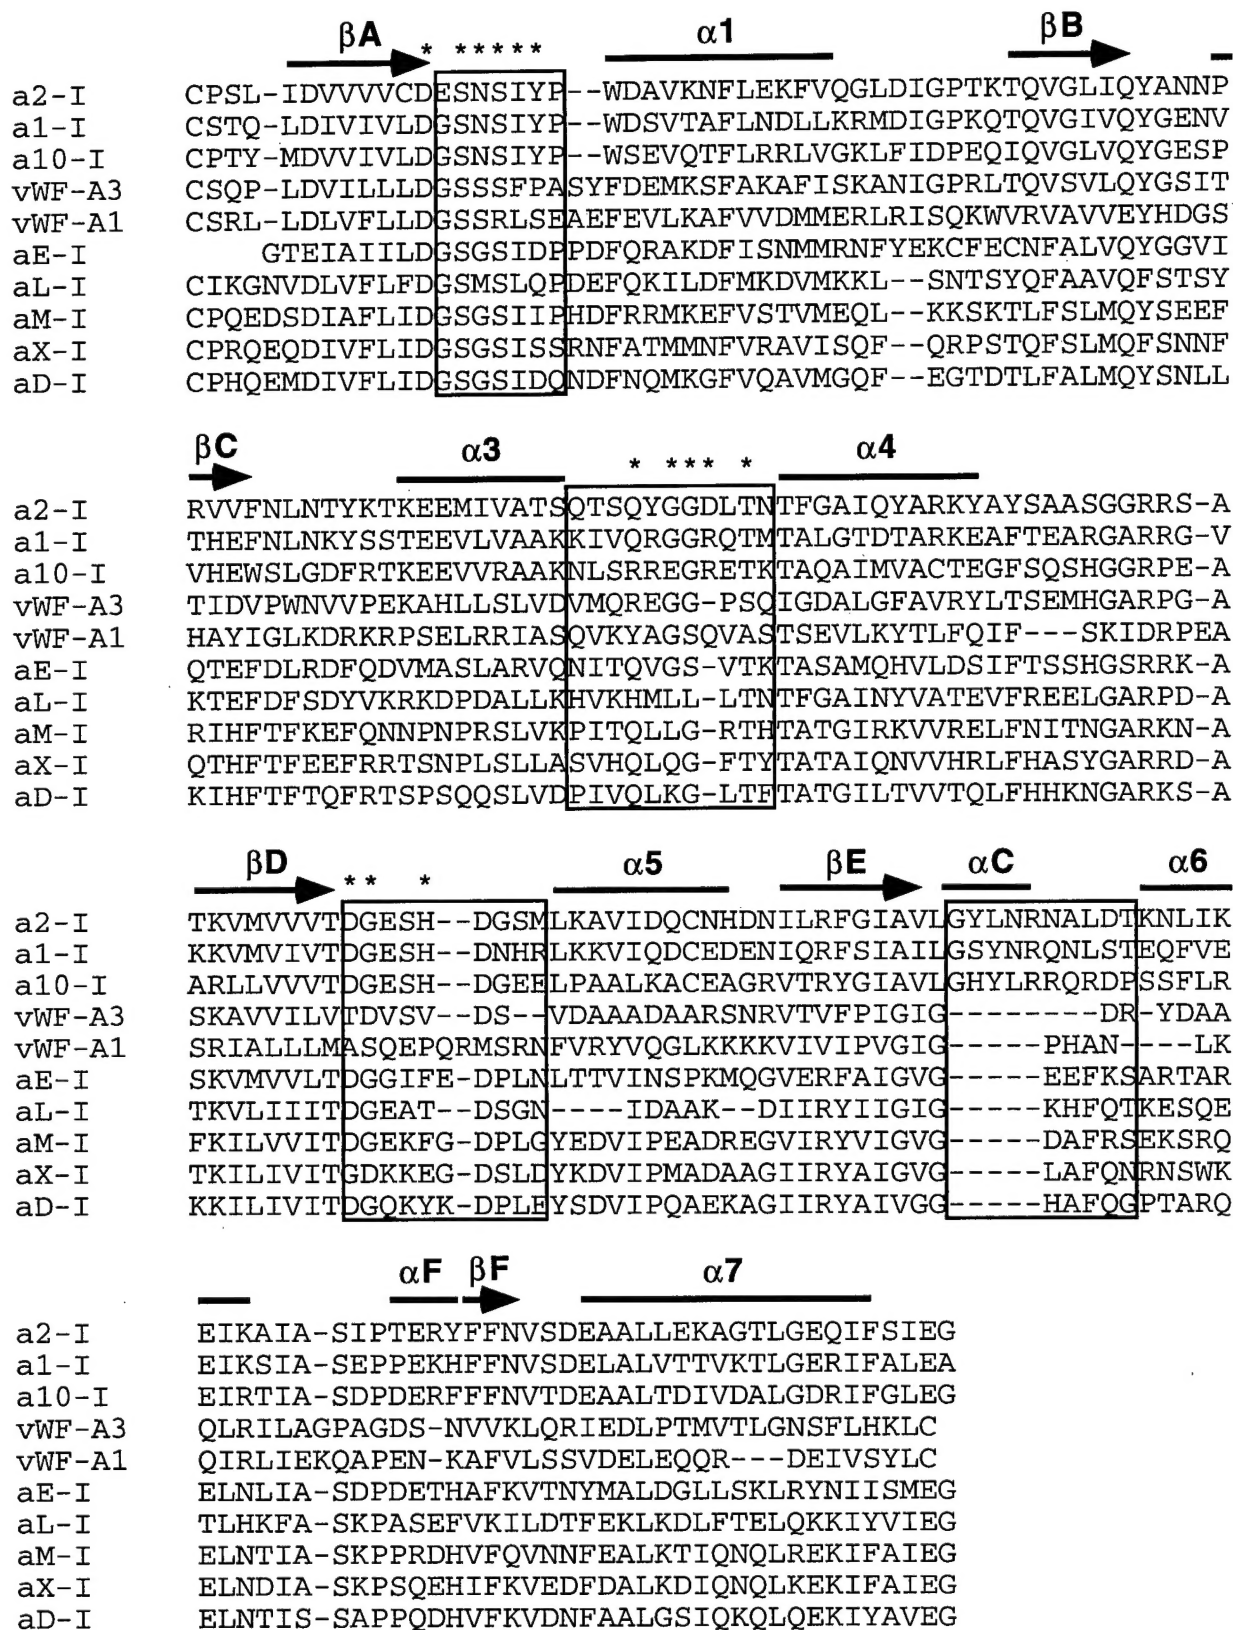 βA * ***** α1 βB
a2-I CPSL-IDVVVVCDESNSIYP--WDAVKNFLEKFVQGLDIGPTKTQVGLIQYANNP
a1-I CSTQ-LDIVIVLDGSNSIYP--WDSVTAFLNDLLKRMDIGPKQTQVGIVQYGENV
a10-I CPTY-MDVVIVLDGSNSIYP--WSEVQTFLRRLVGKLFIDPEQIQVGLVQYGESP
vWF-A3 CSQP-LDVILLLDGSSSFPASYFDEMKSFAKAFISKANIGPRLTQVSVLQYGSIT
vWF-A1 CSRL-LDLVFLLDGSSRLSEAEFEVLKAFVVDMMERLRISQKWVRVAVVEYHDGS
aE-I GTEIAIILDGSGSIDPPDFQRAKDFISNMMRNFYEKCFECNFALVQYGGVI
aL-I CIKGNVDLVFLFDGSMSLQPDEFQKILDFMKDVMKKL--SNTSYQFAAVQFSTSY
aM-I CPQEDSDIAFLIDGSGSIIPHDFRRMKEFVSTVMEQL--KKSKTLFSLMQYSEEF
aX-I CPRQEQDIVFLIDGSGSISSRNFATMMNFVRAVISQF--QRPSTQFSLMQFSNNF
aD-I CPHQEMDIVFLIDGSGSIDQNDFNQMKGFVQAVMGQF--EGTDTLFALMQYSNLL
βC α3 * *** * α4
a2-I RVVFNLNTYKTKEEMIVATSQTSQYGGDLTNTFGAIQYARKYAYSAASGGRRS-A
a1-I THEFNLNKYSSTEEVLVAAKKIVQRGGRQTMTALGTDTARKEAFTEARGARRG-V
a10-I VHEWSLGDFRTKEEVVRAAKNLSRREGRETKTAQAIMVACTEGFSQSHGGRPE-A
vWF-A3 TIDVPWNVVPEKAHLLSLVDVMQREGG-PSQIGDALGFAVRYLTSEMHGARPG-A
vWF-A1 HAYIGLKDRKRPSELRRIASQVKYAGSQVASTSEVLKYTLFQIF---SKIDRPEA
aE-I QTEFDLRDFQDVMASLARVQNITQVGS-VTKTASAMQHVLDSIFTSSHGSRRK-A
aL-I KTEFDFSDYVKRKDPDALLKHVKHMLL-LTNTFGAINYVATEVFREELGARPD-A
aM-I RIHFTFKEFQNNPNPRSLVKPITQLLG-RTHTATGIRKVVRELFNITNGARKN-A
aX-I QTHFTFEEFRRTSNPLSLLASVHQLQG-FTYTATAIQNVVHRLFHASYGARRD-A
aD-I KIHFTFTQFRTSPSQQSLVDPIVQLKG-LTFTATGILTVVTQLFHHKNGARKS-A
βD ** * α5 βE αC α6
a2-I TKVMVVVTDGESH--DGSMLKAVIDQCNHDNILRFGIAVLGYLNRNALDTKNLIK
a1-I KKVMVIVTDGESH--DNHRLKKVIQDCEDENIQRFSIAILGSYNRQNLSTEQFVE
a10-I ARLLVVVTDGESH--DGEELPAALKACEAGRVTRYGIAVLGHYLRRQRDPSSFLR
vWF-A3 SKAVVILVTDVSV--DS--VDAAADAARSNRVTVFPIGIG--------DR-YDAA
vWF-A1 SRIALLLMASQEPQRMSRNFVRYVQGLKKKKVIVIPVGIG-----PHAN----LK
aE-I SKVMVVLTDGGIFE-DPLNLTTVINSPKMQGVERFAIGVG-----EEFKSARTAR
aL-I TKVLIIITDGEAT--DSGN----IDAAK--DIIRYIIGIG-----KHFQTKESQE
aM-I FKILVVITDGEKFG-DPLGYEDVIPEADREGVIRYVIGVG-----DAFRSEKSRQ
aX-I TKILIVITGDKKEG-DSLDYKDVIPMADAAGIIRYAIGVG-----LAFQNRNSWK
aD-I KKILIVITDGQKYK-DPLEYSDVIPQAEKAGIIRYAIVGG-----HAFQGPTARQ
αF βF α7
a2-I EIKAIA-SIPTERYFFNVSDEAALLEKAGTLGEQIFSIEG
a1-I EIKSIA-SEPPEKHFFNVSDELALVTTVKTLGERIFALEA
a10-I EIRTIA-SDPDERFFFNVTDEAALTDIVDALGDRIFGLEG
vWF-A3 QLRILAGPAGDS-NVVKLQRIEDLPTMVTLGNSFLHKLC
vWF-A1 QIRLIEKQAPEN-KAFVLSSVDELEQQR---DEIVSYLC
aE-I ELNLIA-SDPDETHAFKVTNYMALDGLLSKLRYNIISMEG
aL-I TLHKFA-SKPASEFVKILDTFEKLKDLFTELQKKIYVIEG
aM-I ELNTIA-SKPPRDHVFQVNNFEALKTIQNQLREKIFAIEG
aX-I ELNDIA-SKPSQEHIFKVEDFDALKDIQNQLKEKIFAIEG
aD-I ELNTIS-SAPPQDHVFKVDNFAALGSIQKQLQEKIYAVEG